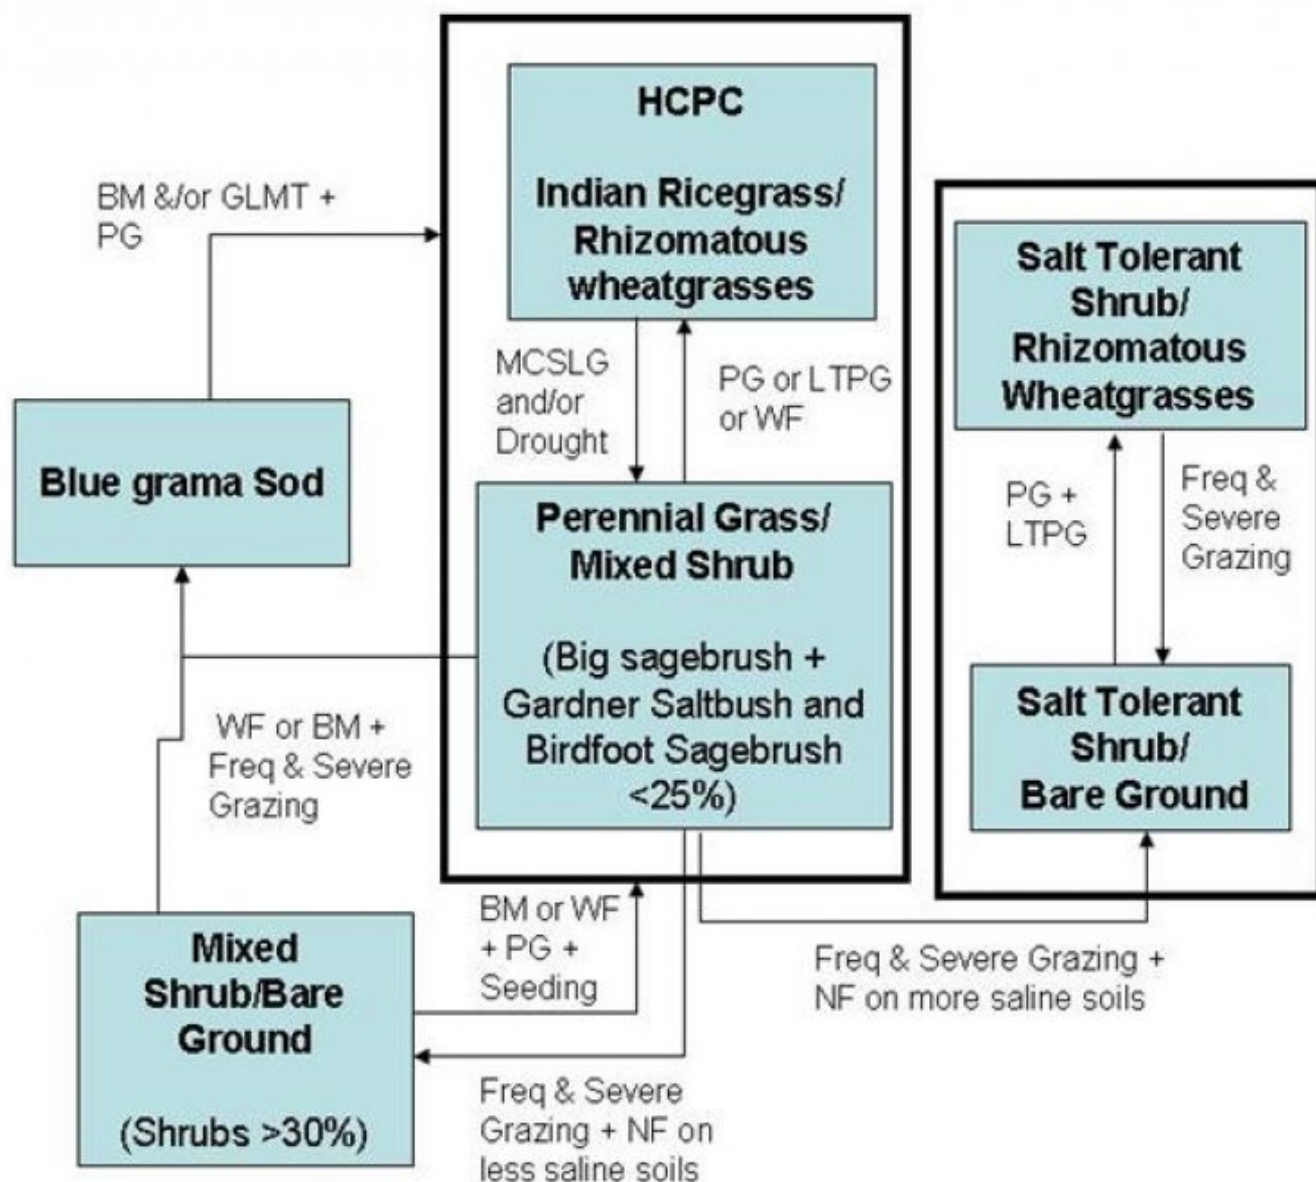 HCPC
Indian Ricegrass/
Rhizomatous
wheatgrasses
BM &/or GLMT +
PG
Salt Tolerant
Shrub/
Rhizomatous
Wheatgrasses
MCSLG
and/or
Drought
PG or LTPG
or WF
Blue grama Sod
PG +
LTPG
Freq &
Severe
Grazing
Perennial Grass/
Mixed Shrub
(Big sagebrush +
Gardner Saltbush and
Birdfoot Sagebrush
<25%)
Salt Tolerant
Shrub/
Bare Ground
WF or BM +
Freq & Severe
Grazing
BM or WF
+ PG +
Seeding
Mixed
Shrub/Bare
Ground
(Shrubs >30%)
Freq & Severe Grazing +
NF on more saline soils
Freq & Severe
Grazing + NF on
less saline soils